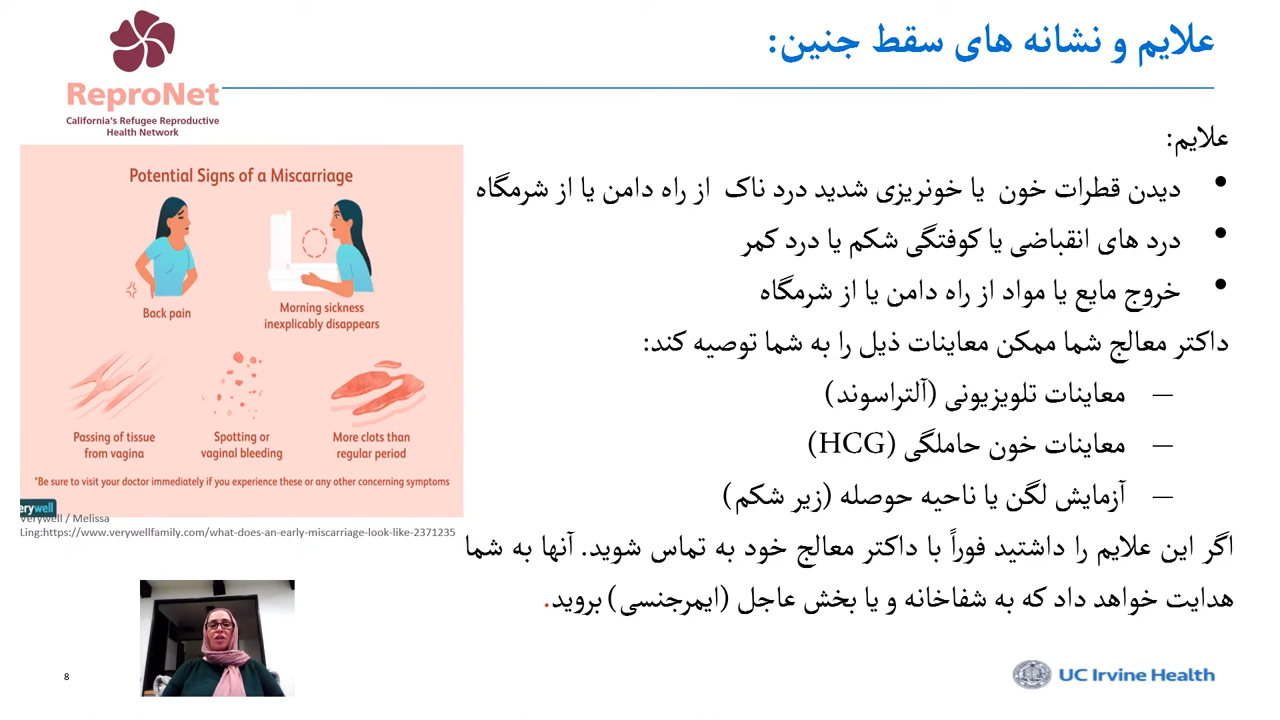 علایم و نشانه های سقط جنین:
ReproNet
California's Refugee Reproductive
Health Network
علایم:
• دیدن قطرات خون یا خونریزی شدید درد ناک از راه دامن یا از شرمگاه
• درد های انقباضی یا کوفتگی شکم یا درد کمر
• خروج مایع یا مواد از راه دامن یا از شرمگاه
داکتر معالج شما ممکن معاینات ذیل را به شما توصیه کند:
– معاینات تلویزیونی (آلتراسوند)
– معاینات خون حاملگی (HCG)
– آزمایش لگن یا ناحیه حوصله (زیر شکم)
اگر این علایم را داشتید فوراً با داکتر معالج خود به تماس شوید. آنها به شما
هدایت خواهد داد که به شفاخانه و یا بخش عاجل (ایمرجنسی) بروید.
Potential Signs of a Miscarriage
Back pain
Morning sickness
inexplicably disappears
Passing of tissue
from vagina
Spotting or
vaginal bleeding
More clots than
regular period
*Be sure to visit your doctor immediately if you experience these or any other concerning symptoms
erywell
Verywell / Melissa
Ling:https://www.verywellfamily.com/what-does-an-early-miscarriage-look-like-2371235
8
UC Irvine Health